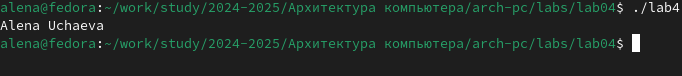 alena@fedora:~/work/study/2024-2025/Архитектура компьютера/arch-pc/labs/lab04$ ./lab4
Alena Uchaeva
alena@fedora:~/work/study/2024-2025/Архитектура компьютера/arch-pc/labs/lab04$